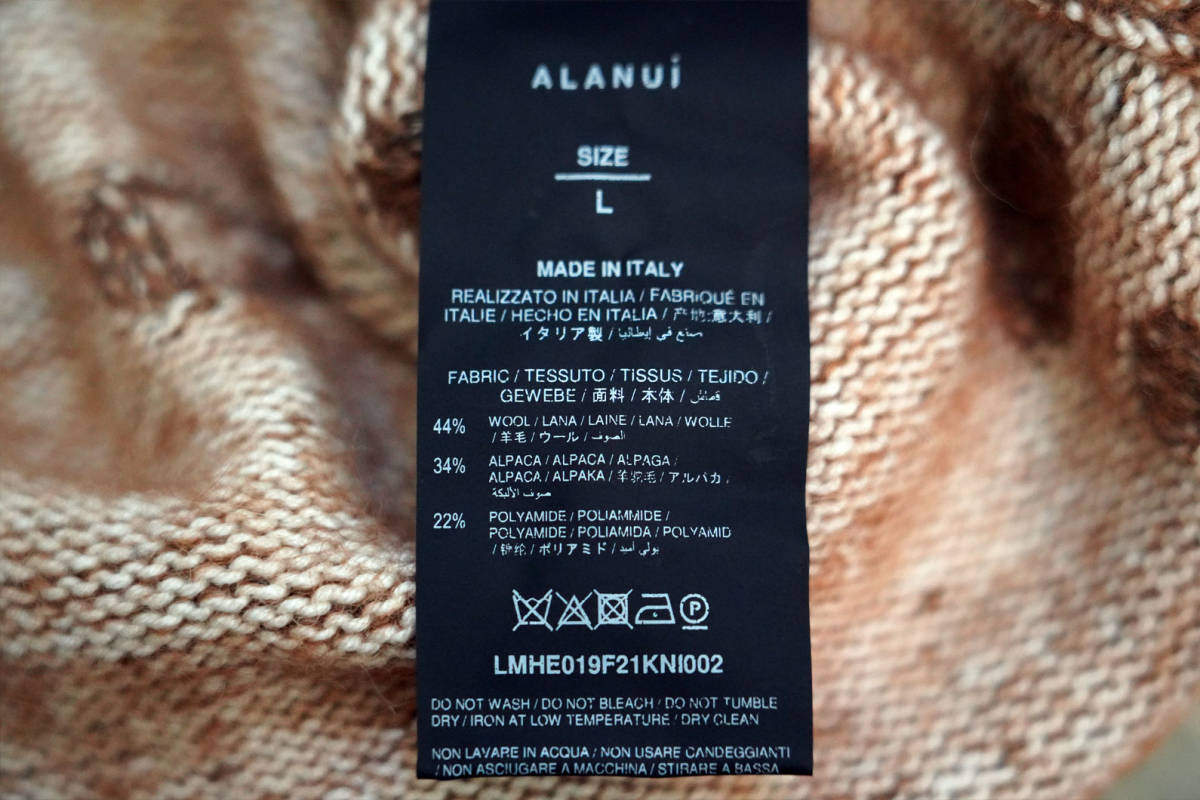 ALANUi
SIZE
L
MADE IN ITALY
REALIZZATO IN ITALIA / FABRIQUÉ EN
ITALIE / HECHO EN ITALIA / 产地:意大利 /
イタリア製 / صنع في إيطاليا
FABRIC / TESSUTO / TISSUS / TEJIDO /
GEWEBE / 面料 / 本体 / قماش
44% WOOL / LANA / LAINE / LANA / WOLLE
/ 羊毛 / ウール / الصوف
34% ALPACA / ALPACA / ALPAGA /
ALPACA / ALPAKA / 羊驼毛 / アルパカ /
صوف الألبكة
22% POLYAMIDE / POLIAMMIDE /
POLYAMIDE / POLIAMIDA / POLYAMID
/ 锦纶 / ポリアミド / بولي أميد
P
LMHE019F21KNI002
DO NOT WASH / DO NOT BLEACH / DO NOT TUMBLE
DRY / IRON AT LOW TEMPERATURE / DRY CLEAN
NON LAVARE IN ACQUA / NON USARE CANDEGGIANTI
/ NON ASCIUGARE A MACCHINA / STIRARE A BASSA